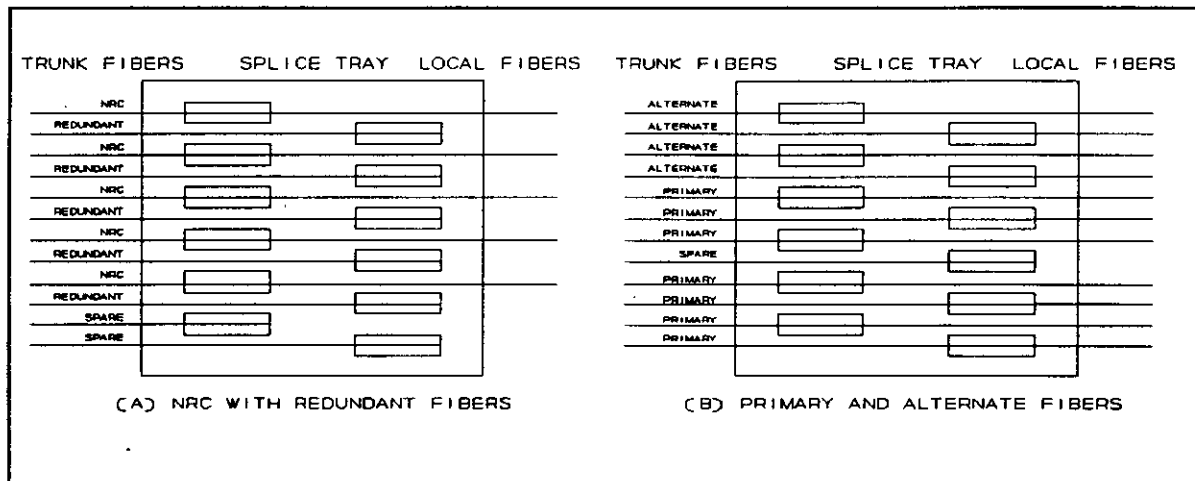 TRUNK FIBERS SPLICE TRAY LOCAL FIBERS
NRC
REDUNDANT
NRC
REDUNDANT
NRC
REDUNDANT
NRC
REDUNDANT
NRC
REDUNDANT
SPARE
SPARE
(A) NRC WITH REDUNDANT FIBERS
TRUNK FIBERS SPLICE TRAY LOCAL FIBERS
ALTERNATE
ALTERNATE
ALTERNATE
ALTERNATE
PRIMARY
PRIMARY
PRIMARY
SPARE
PRIMARY
PRIMARY
PRIMARY
PRIMARY
(B) PRIMARY AND ALTERNATE FIBERS